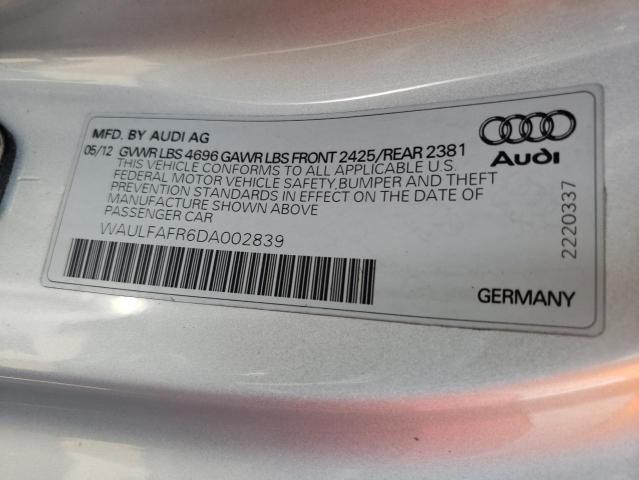 MFD. BY AUDI AG
05/12 GVWR LBS 4696 GAWR LBS FRONT 2425/REAR 2381
THIS VEHICLE CONFORMS TO ALL APPLICABLE U.S.
FEDERAL MOTOR VEHICLE SAFETY,BUMPER AND THEFT
PREVENTION STANDARDS IN EFFECT ON THE DATE OF
MANUFACTURE SHOWN ABOVE
PASSENGER CAR
WAULFAFR6DA002839
Audi
2220337
GERMANY